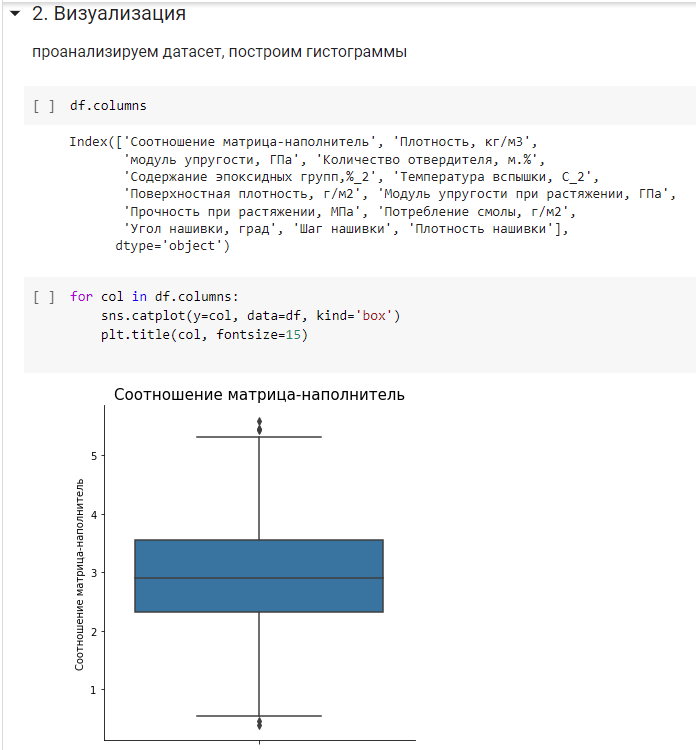 2. Визуализация
проанализируем датасет, построим гистограммы
[ ] df.columns
Index(['Соотношение матрица-наполнитель', 'Плотность, кг/м3',
'модуль упругости, ГПа', 'Количество отвердителя, м.%',
'Содержание эпоксидных групп,%_2', 'Температура вспышки, С_2',
'Поверхностная плотность, г/м2', 'Модуль упругости при растяжении, ГПа',
'Прочность при растяжении, МПа', 'Потребление смолы, г/м2',
'Угол нашивки, град', 'Шаг нашивки', 'Плотность нашивки'],
dtype='object')
[ ] for col in df.columns:
sns.catplot(y=col, data=df, kind='box')
plt.title(col, fontsize=15)
Соотношение матрица-наполнитель
Соотношение матрица-наполнитель
5
4
3
2
1